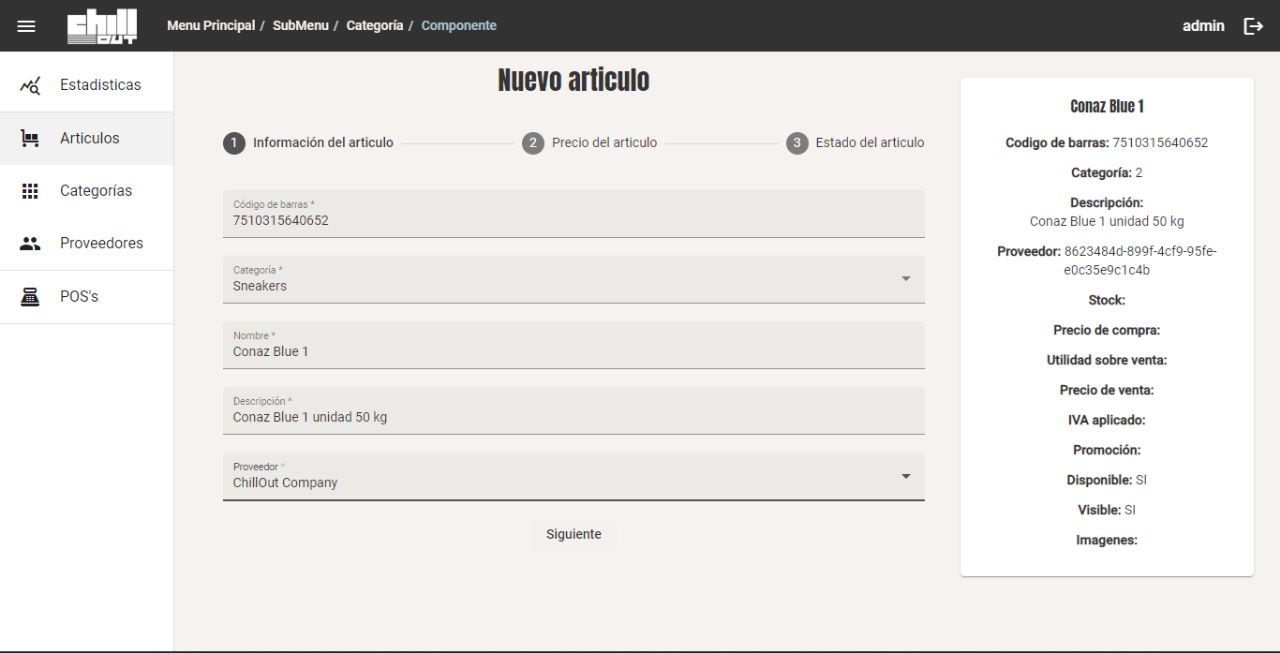 chill
OUT
Menu Principal / SubMenu / Categoría / Componente
admin
Estadisticas
Articulos
Categorías
Proveedores
POS's
Nuevo articulo
1 Información del articulo
2 Precio del articulo
3 Estado del articulo
Código de barras *
7510315640652
Categoría *
Sneakers
Nombre *
Conaz Blue 1
Descripción *
Conaz Blue 1 unidad 50 kg
Proveedor *
ChillOut Company
Siguiente
Conaz Blue 1
Codigo de barras: 7510315640652
Categoría: 2
Descripción:
Conaz Blue 1 unidad 50 kg
Proveedor: 8623484d-899f-4cf9-95fe-
e0c35e9c1c4b
Stock:
Precio de compra:
Utilidad sobre venta:
Precio de venta:
IVA aplicado:
Promoción:
Disponible: SI
Visible: SI
Imagenes: